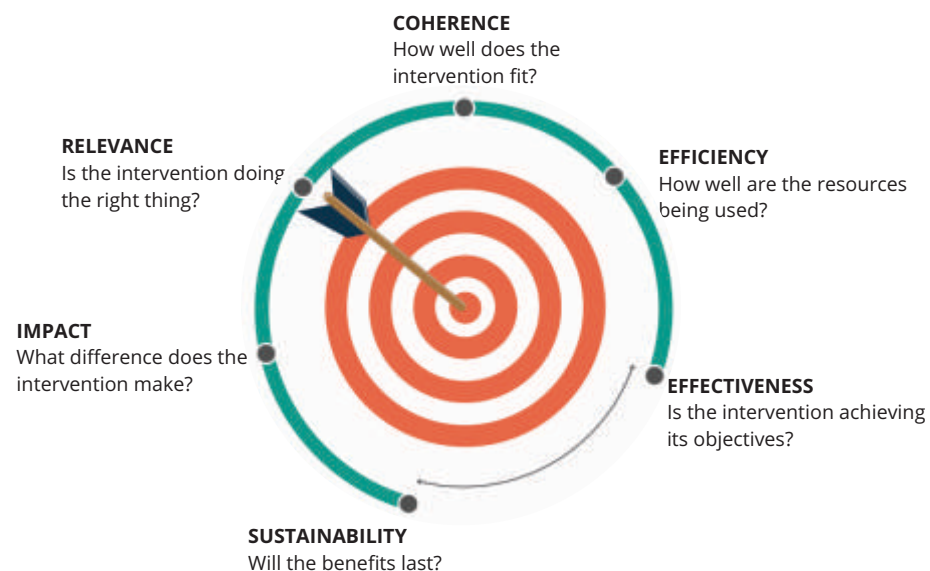 COHERENCE
How well does the
intervention fit?
RELEVANCE
Is the intervention doing
the right thing?
EFFICIENCY
How well are the resources
being used?
IMPACT
What difference does the
intervention make?
EFFECTIVENESS
Is the intervention achieving
its objectives?
SUSTAINABILITY
Will the benefits last?